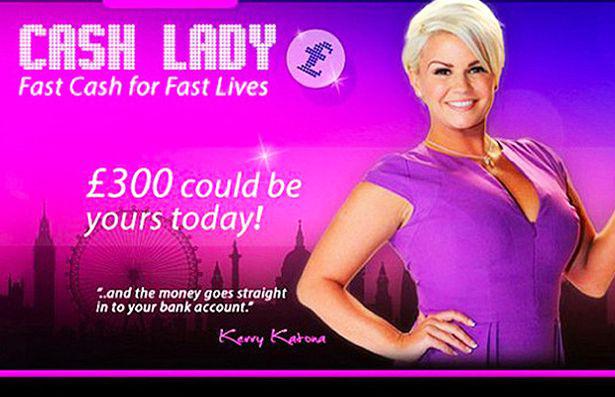 CASH LADY £
Fast Cash for Fast Lives
£300 could be
yours today!
"..and the money goes straight
in to your bank account."
Kerry Katona